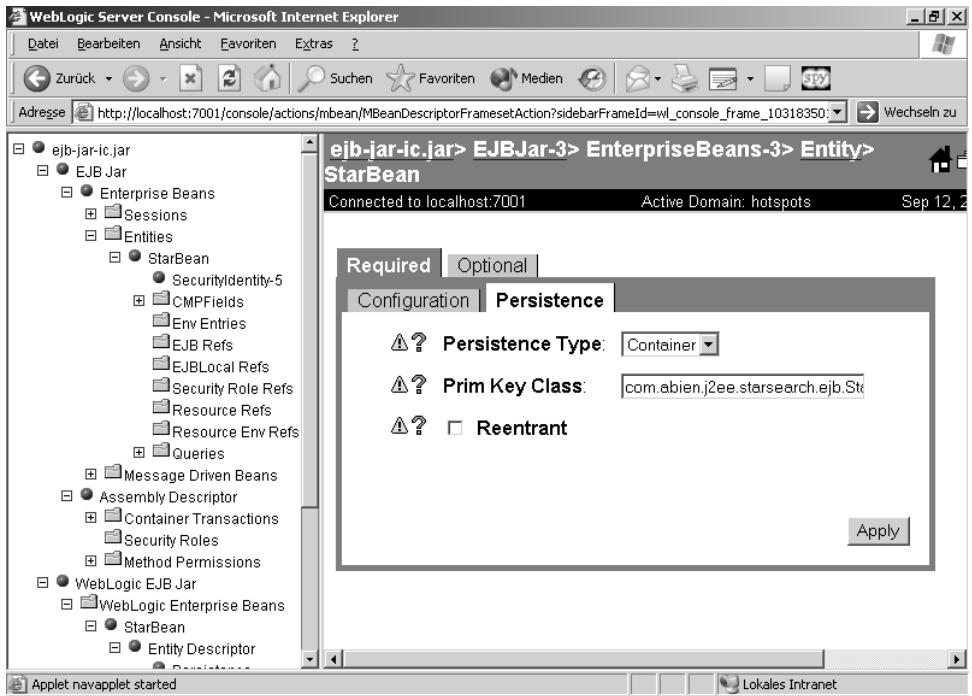 WebLogic Server Console - Microsoft Internet Explorer
Datei Bearbeiten Ansicht Favoriten Extras ?
Zurück Suchen Favoriten Medien SPY
Adresse http://localhost:7001/console/actions/mbean/MBeanDescriptorFramesetAction?sidebarFrameId=wl_console_frame_10318350 Wechseln zu
ejb-jar-ic.jar
EJB Jar
Enterprise Beans
Sessions
Entities
StarBean
SecurityIdentity-5
CMPFields
Env Entries
EJB Refs
EJBLocal Refs
Security Role Refs
Resource Refs
Resource Env Refs
Queries
Message Driven Beans
Assembly Descriptor
Container Transactions
Security Roles
Method Permissions
WebLogic EJB Jar
WebLogic Enterprise Beans
StarBean
Entity Descriptor
ejb-jar-ic.jar> EJBJar-3> EnterpriseBeans-3> Entity>
StarBean
Connected to localhost:7001 Active Domain: hotspots Sep 12, 2
Required Optional
Configuration Persistence
? Persistence Type: Container
? Prim Key Class: com.abien.j2ee.starsearch.ejb.Sta
? Reentrant
Apply
Applet navapplet started Lokales Intranet